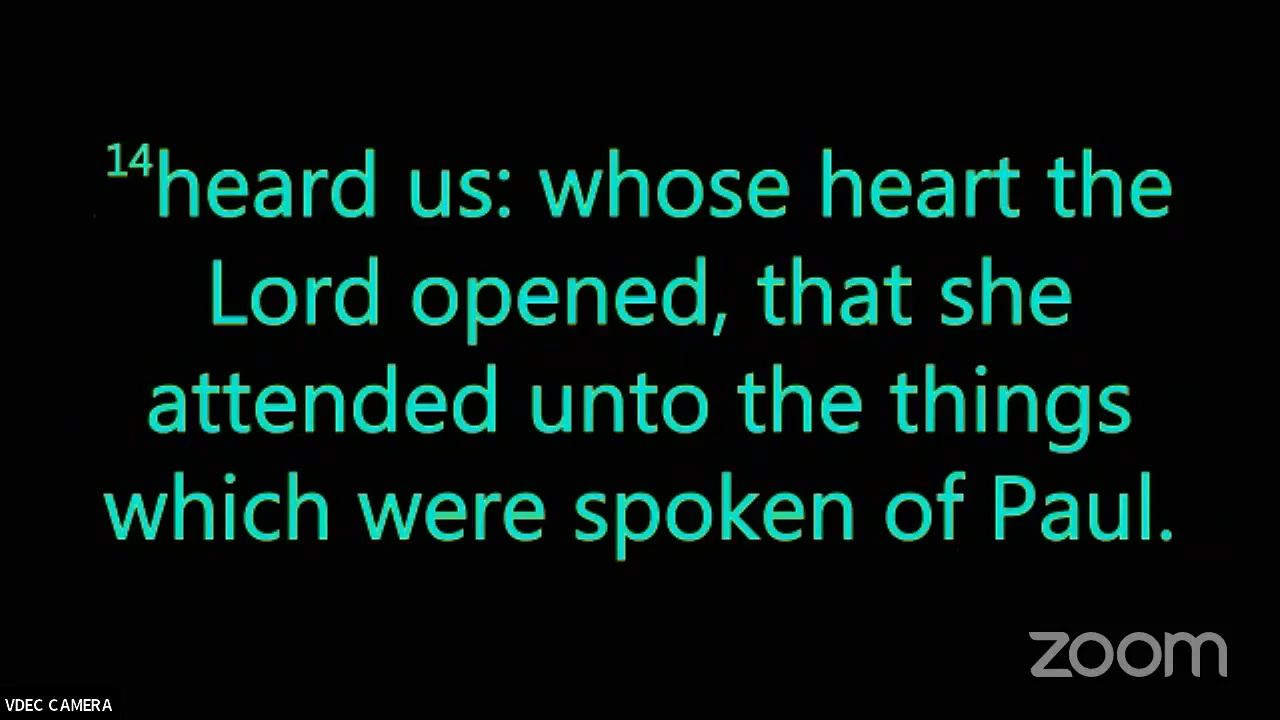 14heard us: whose heart the
Lord opened, that she
attended unto the things
which were spoken of Paul.
zoom
VDEC CAMERA